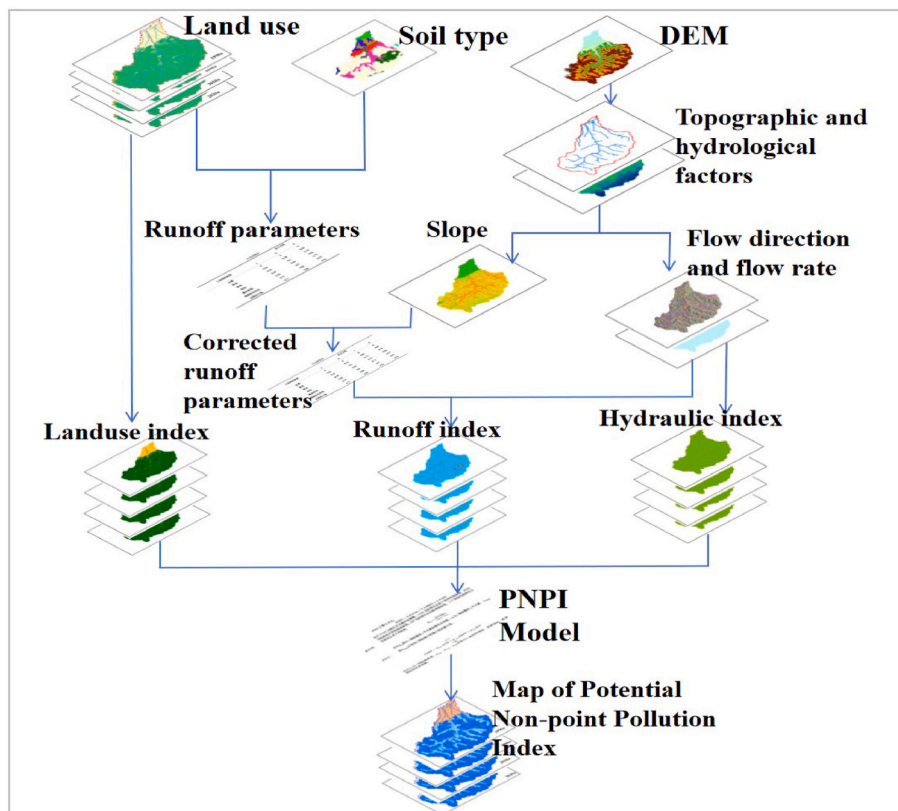 Land use
Soil type
DEM
Topographic and
hydrological
factors
Runoff parameters
Slope
Flow direction
and flow rate
Corrected
runoff
parameters
Landuse index
Runoff index
Hydraulic index
PNPI
Model
Map of Potential
Non-point Pollution
Index